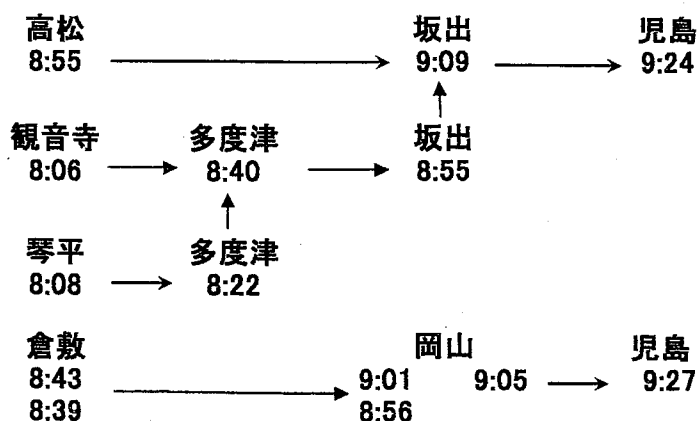 高松 坂出 児島
8:55 9:09 9:24
観音寺 多度津 坂出
8:06 8:40 8:55
琴平 多度津
8:08 8:22
倉敷 岡山 児島
8:43 9:01 9:05 9:27
8:39 8:56